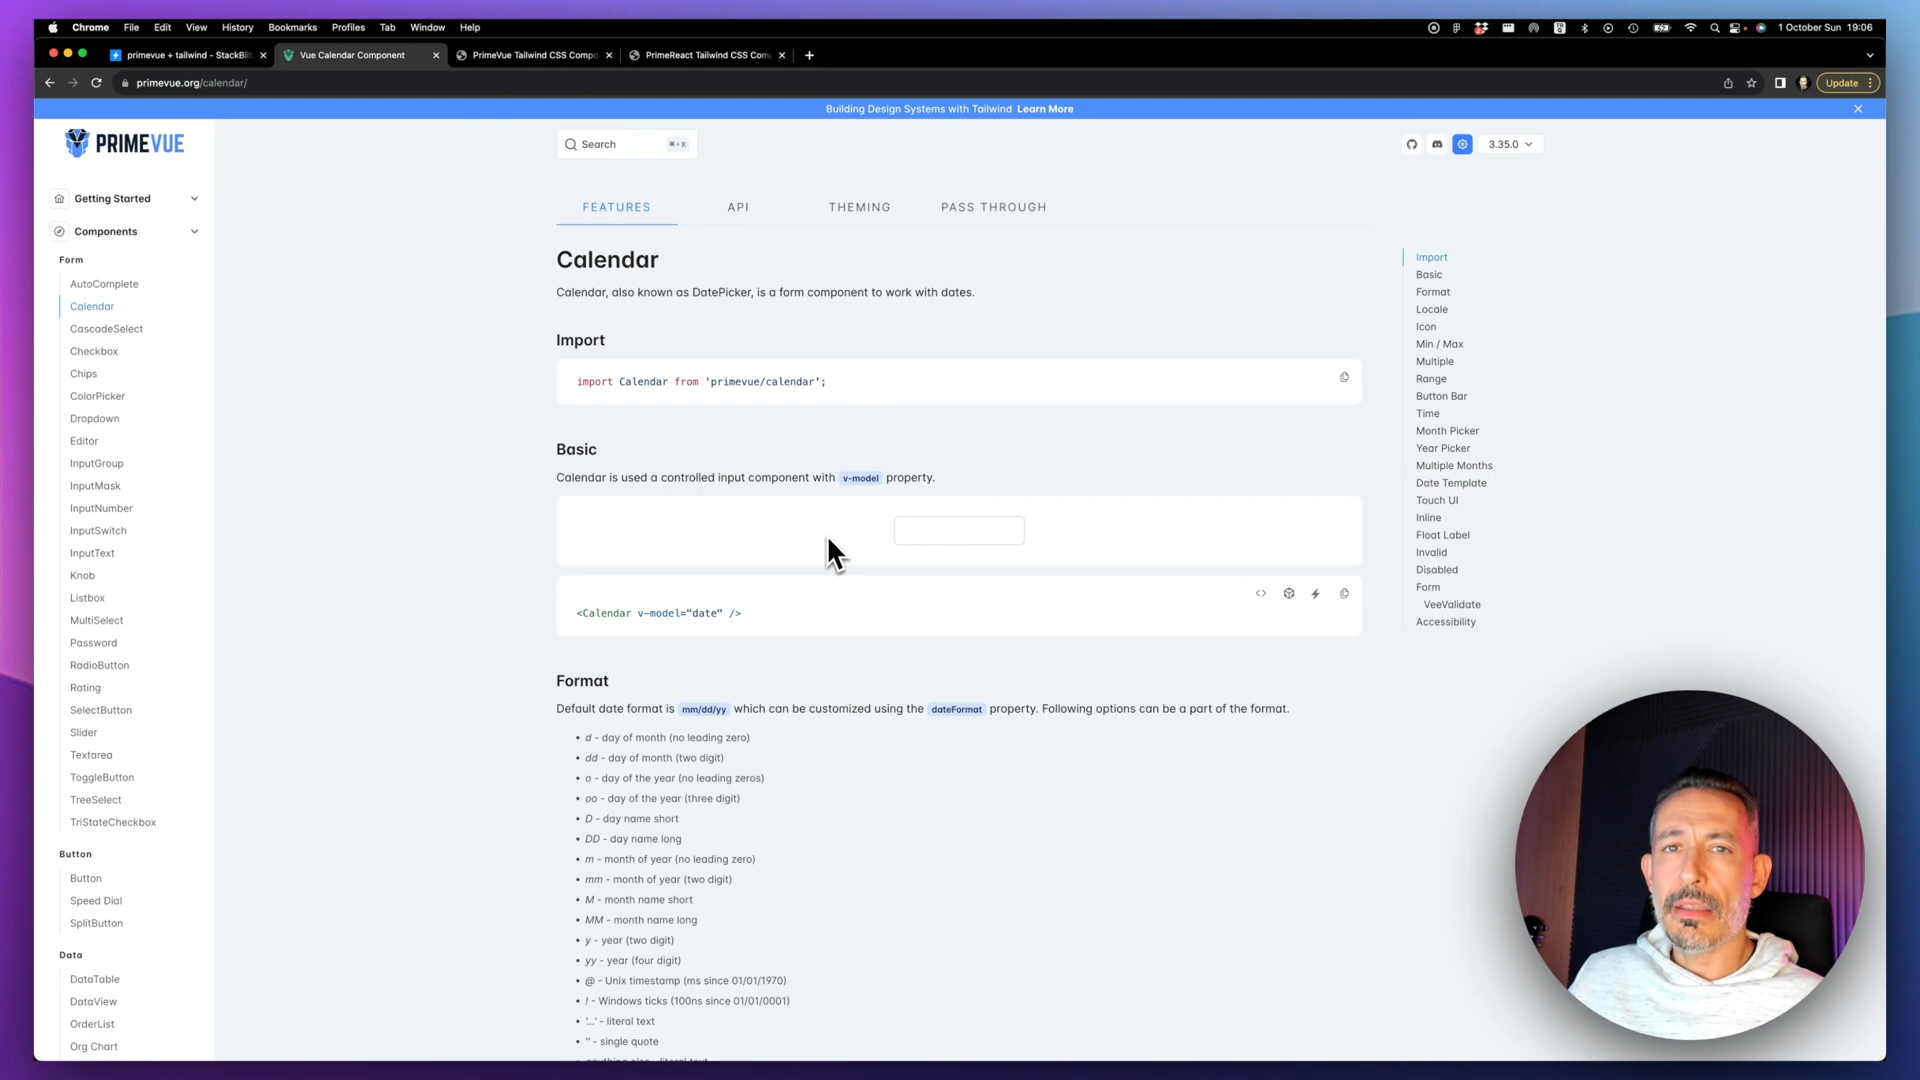 Chrome File Edit View History Bookmarks Profiles Tab Window Help
1 October Sun 19:06
primevue + tailwind - StackBlit
Vue Calendar Component
PrimeVue Tailwind CSS Compo
PrimeReact Tailwind CSS Com
primevue.org/calendar/
Update
Building Design Systems with Tailwind Learn More
PRIMEVUE
Search
⌘+K
3.35.0
Getting Started
Components
Form
AutoComplete
Calendar
CascadeSelect
Checkbox
Chips
ColorPicker
Dropdown
Editor
InputGroup
InputMask
InputNumber
InputSwitch
InputText
Knob
Listbox
MultiSelect
Password
RadioButton
Rating
SelectButton
Slider
Textarea
ToggleButton
TreeSelect
TriStateCheckbox
Button
Button
Speed Dial
SplitButton
Data
DataTable
DataView
OrderList
Org Chart
FEATURES
API
THEMING
PASS THROUGH
Calendar
Calendar, also known as DatePicker, is a form component to work with dates.
Import
import Calendar from 'primevue/calendar';
Basic
Calendar is used a controlled input component with v-model property.
<Calendar v-model="date" />
Format
Default date format is mm/dd/yy which can be customized using the dateFormat property. Following options can be a part of the format.
• d - day of month (no leading zero)
• dd - day of month (two digit)
• o - day of the year (no leading zeros)
• oo - day of the year (three digit)
• D - day name short
• DD - day name long
• m - month of year (no leading zero)
• mm - month of year (two digit)
• M - month name short
• MM - month name long
• y - year (two digit)
• yy - year (four digit)
• @ - Unix timestamp (ms since 01/01/1970)
• ! - Windows ticks (100ns since 01/01/0001)
• '...' - literal text
• '' - single quote
Import
Basic
Format
Locale
Icon
Min / Max
Multiple
Range
Button Bar
Time
Month Picker
Year Picker
Multiple Months
Date Template
Touch UI
Inline
Float Label
Invalid
Disabled
Form
VeeValidate
Accessibility